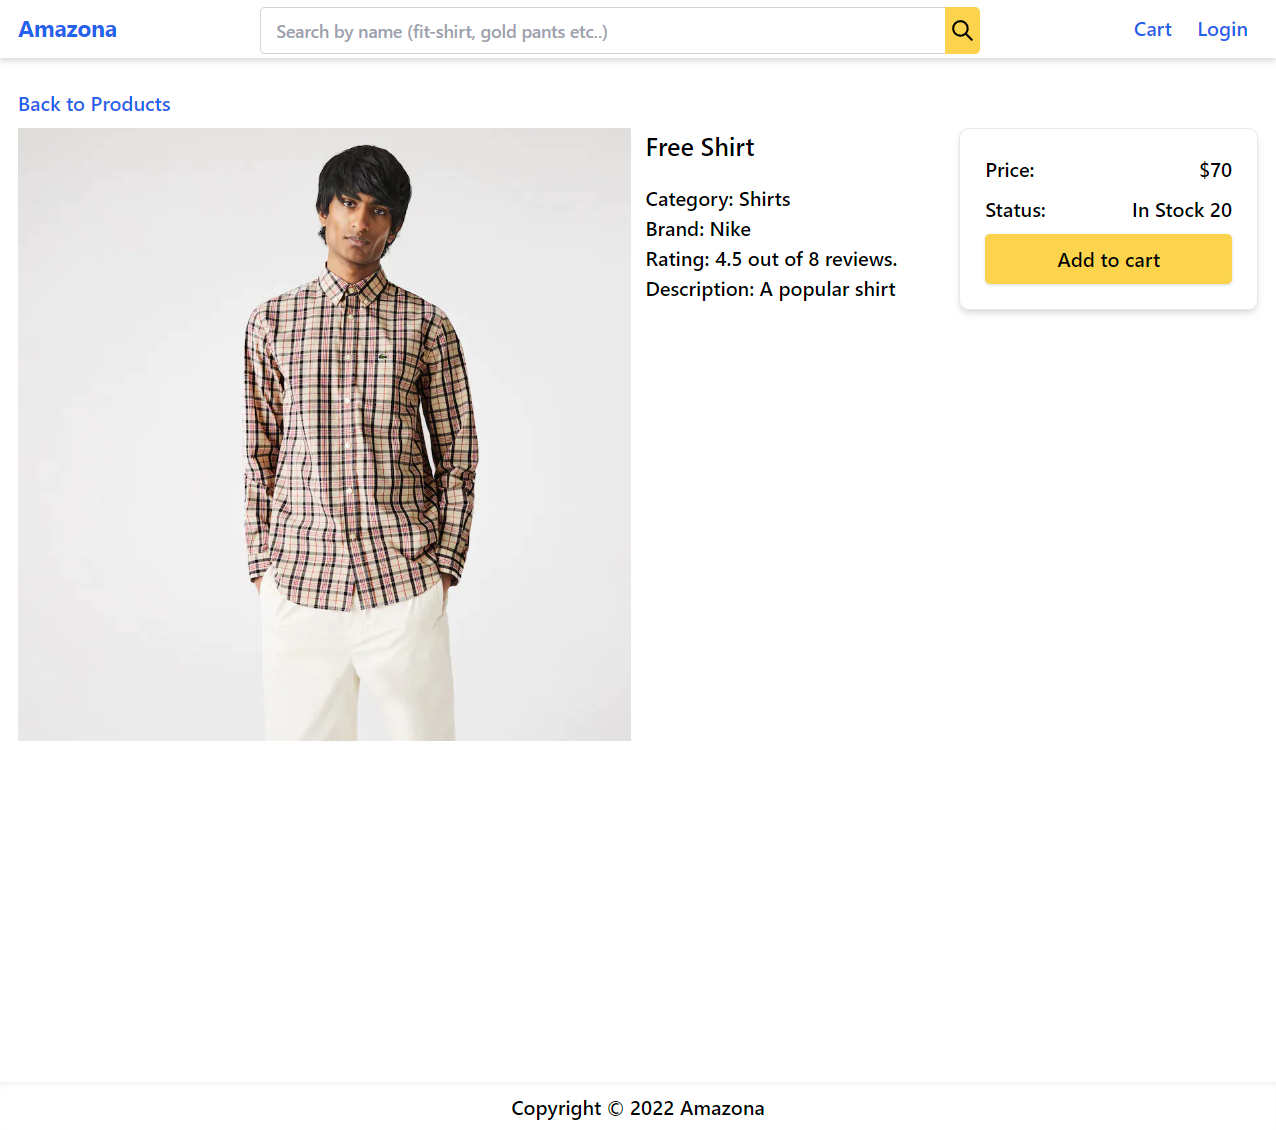 Amazona
Search by name (fit-shirt, gold pants etc..)
Cart
Login
Back to Products
Free Shirt
Category: Shirts
Brand: Nike
Rating: 4.5 out of 8 reviews.
Description: A popular shirt
Price: $70
Status: In Stock 20
Add to cart
Copyright © 2022 Amazona